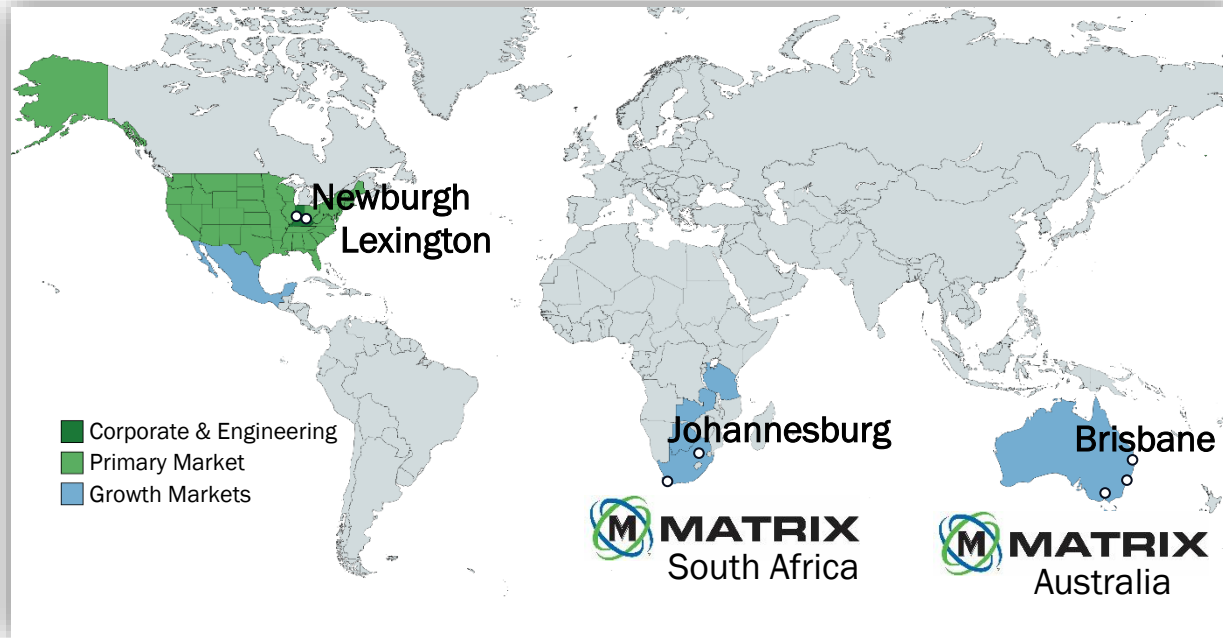 Newburgh
Lexington
Corporate & Engineering
Primary Market
Growth Markets
Johannesburg
Brisbane
M MATRIX
South Africa
M MATRIX
Australia